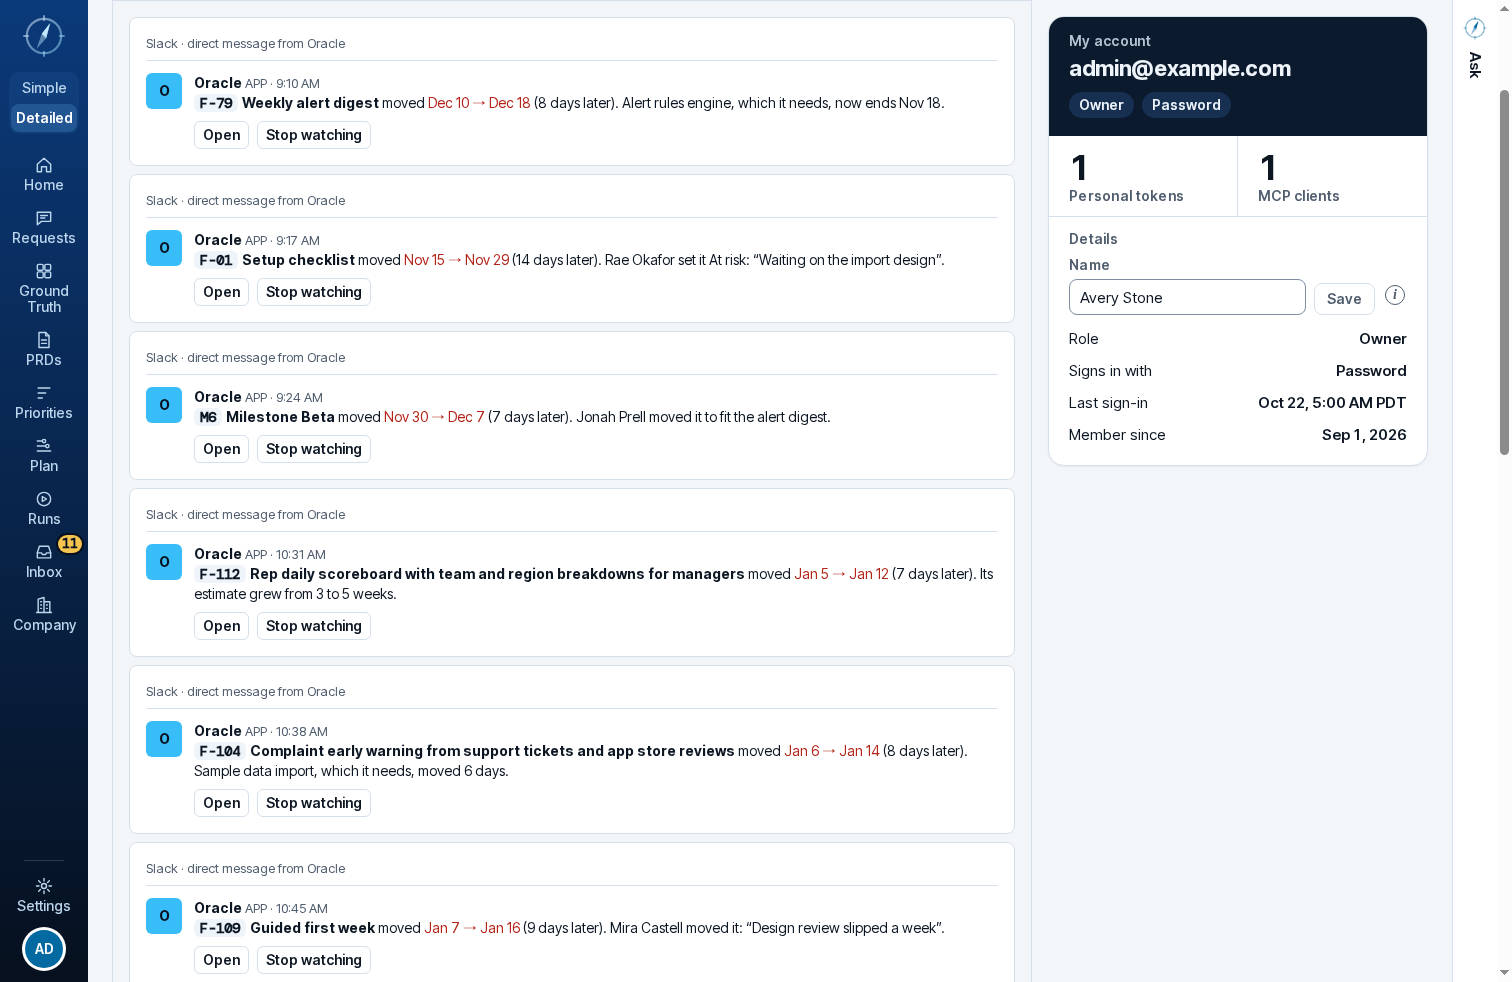 Simple
Detailed
Home
Requests
Ground
Truth
PRDs
Priorities
Plan
Runs
11
Inbox
Company
Settings
AD
Slack · direct message from Oracle
O
Oracle APP · 9:10 AM
F-79 Weekly alert digest moved Dec 10 → Dec 18 (8 days later). Alert rules engine, which it needs, now ends Nov 18.
Open
Stop watching
Slack · direct message from Oracle
O
Oracle APP · 9:17 AM
F-01 Setup checklist moved Nov 15 → Nov 29 (14 days later). Rae Okafor set it At risk: “Waiting on the import design”.
Open
Stop watching
Slack · direct message from Oracle
O
Oracle APP · 9:24 AM
M6 Milestone Beta moved Nov 30 → Dec 7 (7 days later). Jonah Prell moved it to fit the alert digest.
Open
Stop watching
Slack · direct message from Oracle
O
Oracle APP · 10:31 AM
F-112 Rep daily scoreboard with team and region breakdowns for managers moved Jan 5 → Jan 12 (7 days later). Its
estimate grew from 3 to 5 weeks.
Open
Stop watching
Slack · direct message from Oracle
O
Oracle APP · 10:38 AM
F-104 Complaint early warning from support tickets and app store reviews moved Jan 6 → Jan 14 (8 days later).
Sample data import, which it needs, moved 6 days.
Open
Stop watching
Slack · direct message from Oracle
O
Oracle APP · 10:45 AM
F-109 Guided first week moved Jan 7 → Jan 16 (9 days later). Mira Castell moved it: “Design review slipped a week”.
Open
Stop watching
My account
admin@example.com
Owner
Password
1
Personal tokens
1
MCP clients
Details
Name
Avery Stone
Save
i
Role
Owner
Signs in with
Password
Last sign-in
Oct 22, 5:00 AM PDT
Member since
Sep 1, 2026
Ask